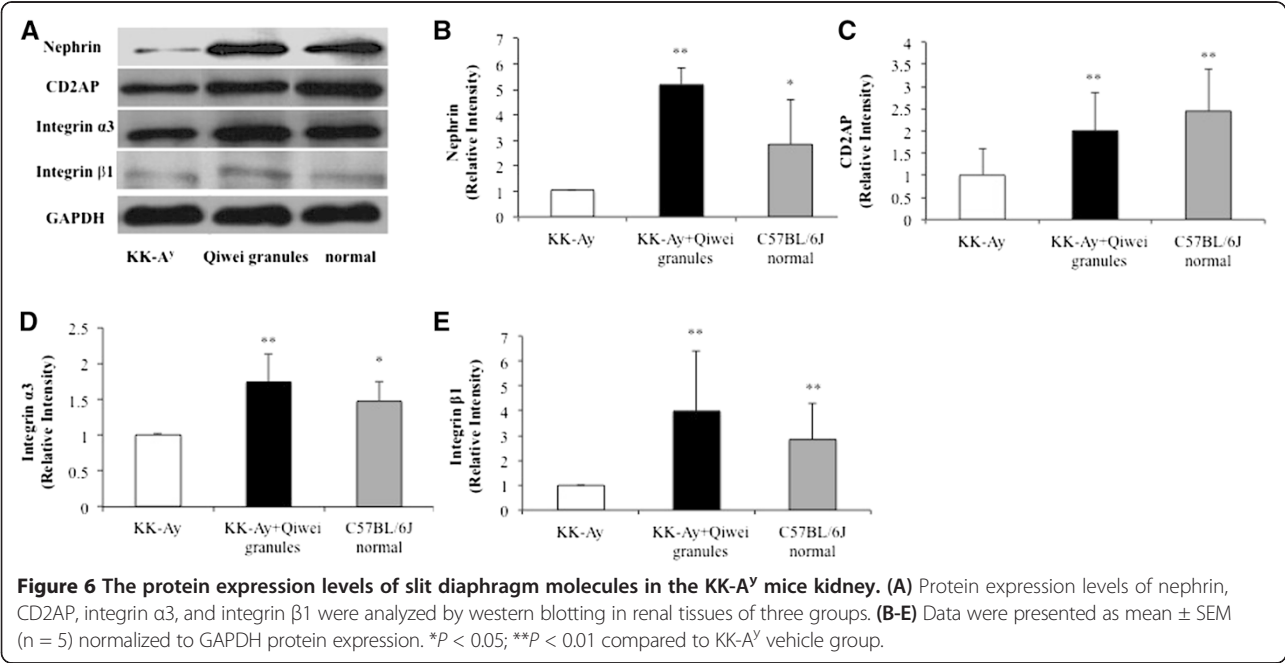 A
Nephrin
CD2AP
Integrin α3
Integrin β1
GAPDH
KK-Aʸ Qiwei granules normal
B
Nephrin
(Relative Intensity)
7
6
5
4
3
2
1
0
**
*
KK-Ay KK-Ay+Qiwei granules C57BL/6J normal
C
CD2AP
(Relative Intensity)
4
3.5
3
2.5
2
1.5
1
0.5
0
**
**
KK-Ay KK-Ay+Qiwei granules C57BL/6J normal
D
Integrin α3
(Relative Intensity)
2.5
2
1.5
1
0.5
0
**
*
KK-Ay KK-Ay+Qiwei granules C57BL/6J normal
E
Integrin β1
(Relative Intensity)
7
6
5
4
3
2
1
0
**
**
KK-Ay KK-Ay+Qiwei granules C57BL/6J normal
Figure 6 The protein expression levels of slit diaphragm molecules in the KK-Aʸ mice kidney. (A) Protein expression levels of nephrin,
CD2AP, integrin α3, and integrin β1 were analyzed by western blotting in renal tissues of three groups. (B-E) Data were presented as mean ± SEM
(n = 5) normalized to GAPDH protein expression. *P < 0.05; **P < 0.01 compared to KK-Aʸ vehicle group.